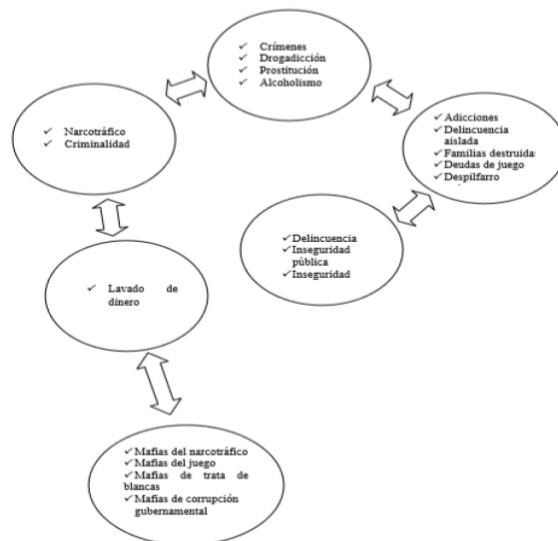 ✓ Crímenes
✓ Drogadicción
✓ Prostitución
✓ Alcoholismo
✓ Narcotráfico
✓ Criminalidad
✓ Adicciones
✓ Delincuencia
aislada
✓ Familias destruida
✓ Deudas de juego
✓ Despilfarro
✓ Delincuencia
✓ Inseguridad
pública
✓ Inseguridad
✓ Lavado de
dinero
✓ Mafias del narcotráfico
✓ Mafias del juego
✓ Mafias de trata de
blancas
✓ Mafias de corrupción
gubernamental